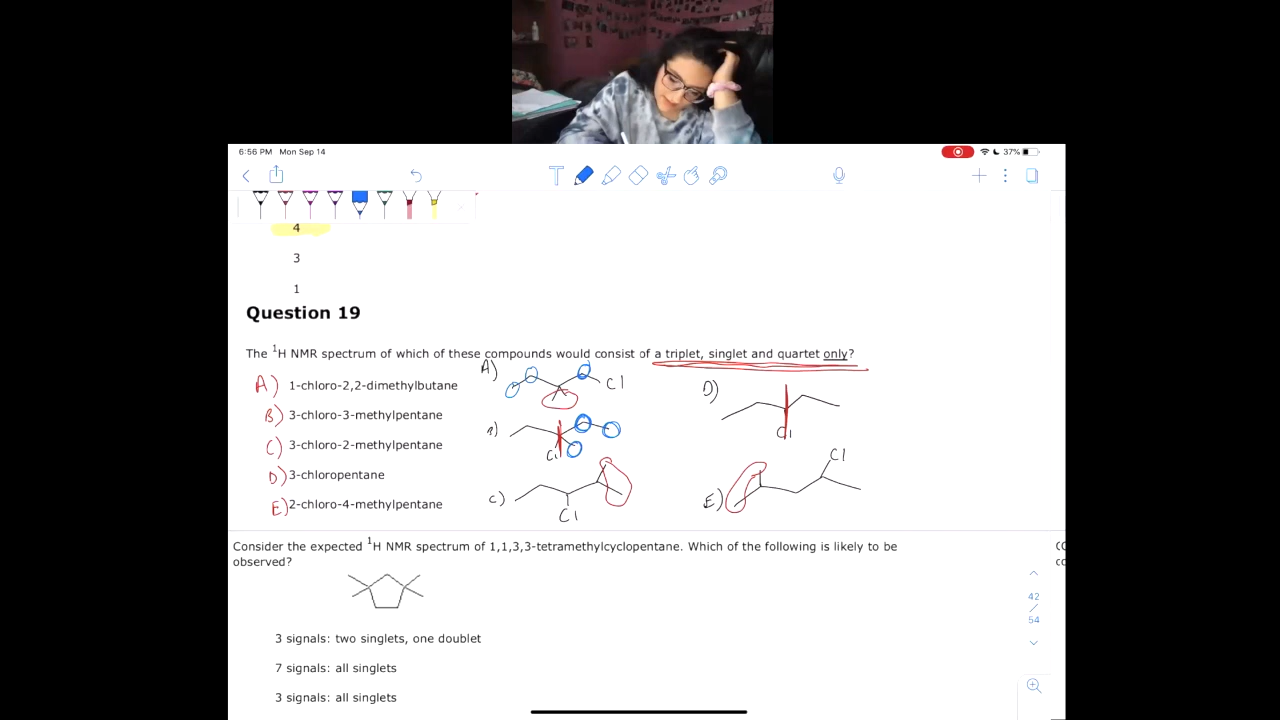 6:56 PM Mon Sep 14
37%
T
4
3
1
Question 19
The 1H NMR spectrum of which of these compounds would consist of a triplet, singlet and quartet only?
A) 1-chloro-2,2-dimethylbutane
B) 3-chloro-3-methylpentane
C) 3-chloro-2-methylpentane
D) 3-chloropentane
E) 2-chloro-4-methylpentane
A)
Cl
D)
Cl
Cl
C)
Cl
E)
Cl
Consider the expected 1H NMR spectrum of 1,1,3,3-tetramethylcyclopentane. Which of the following is likely to be
observed?
42
/
54
3 signals: two singlets, one doublet
7 signals: all singlets
3 signals: all singlets